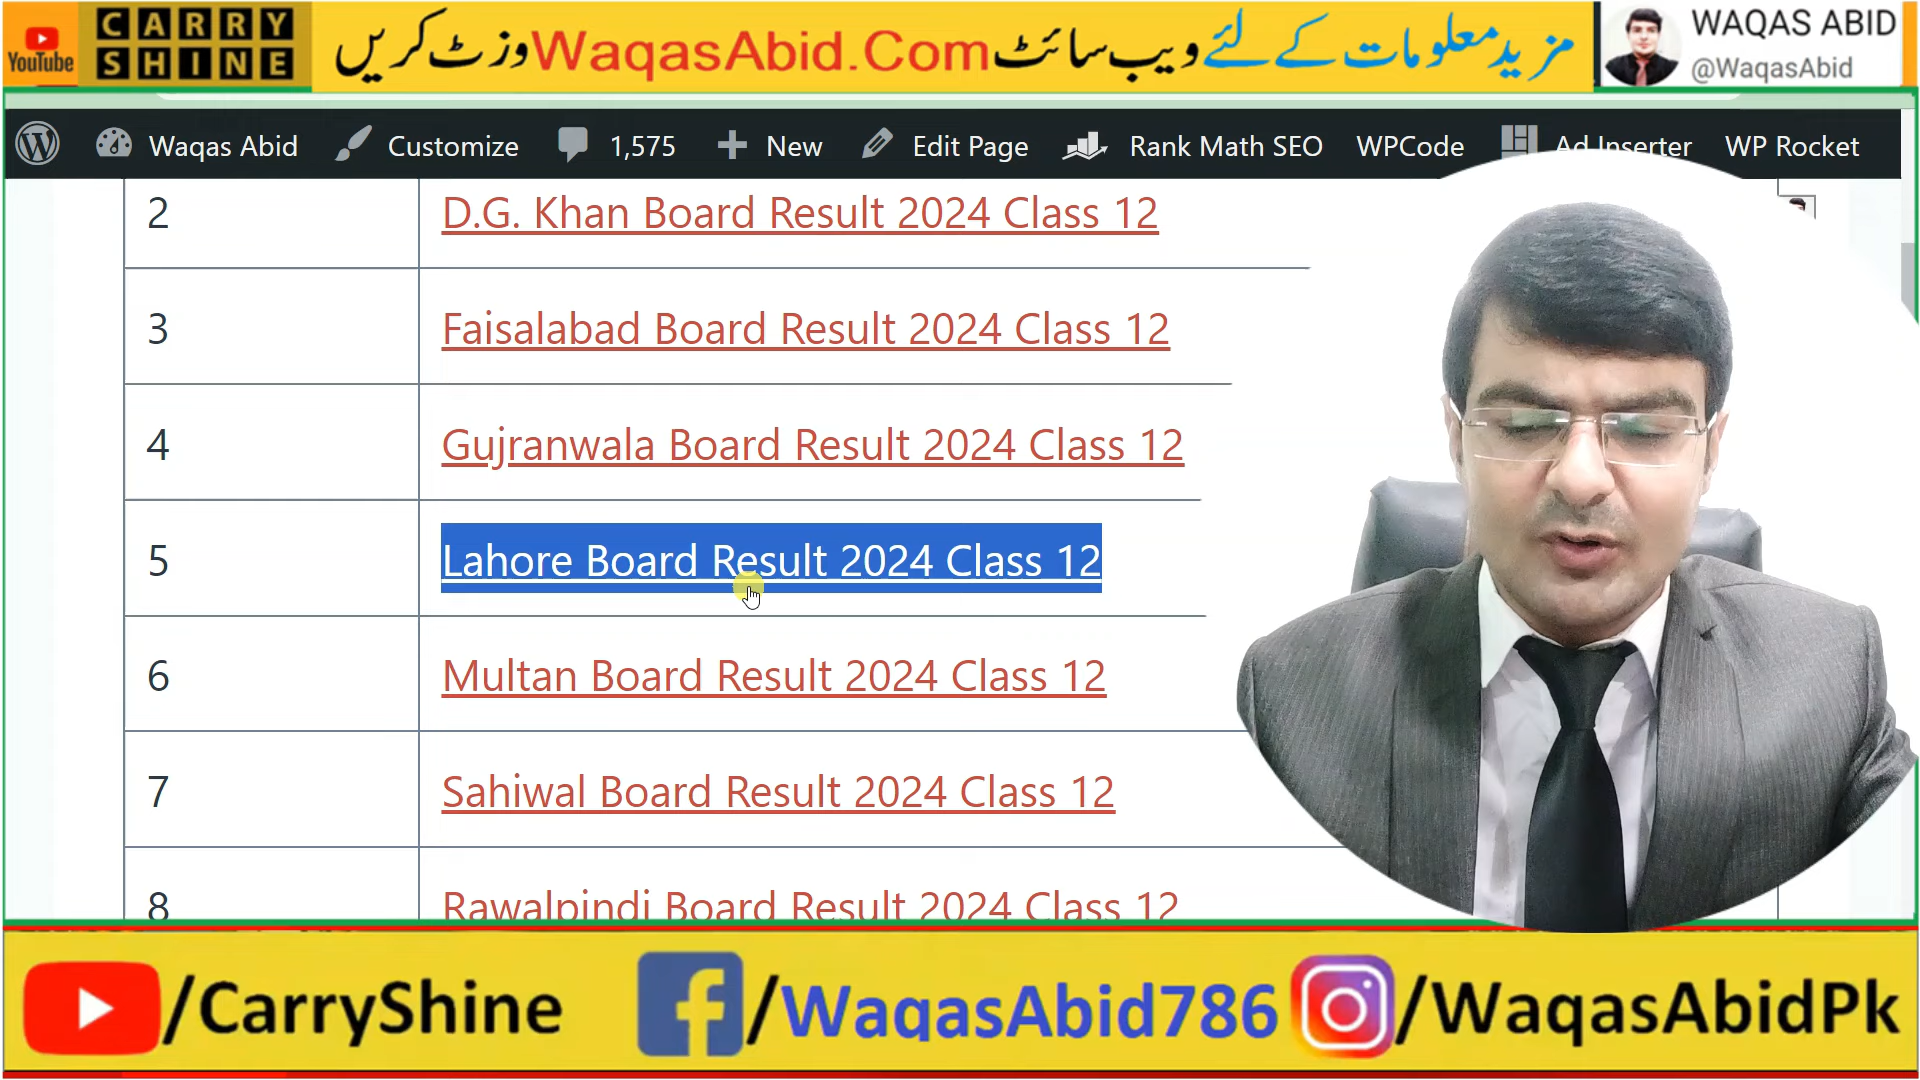 YouTube
CARRY
SHINE
مزید معلومات کے لئے ویب سائٹ WaqasAbid.Com وزٹ کریں
WAQAS ABID
@WaqasAbid
Waqas Abid Customize 1,575 New Edit Page Rank Math SEO WPCode Ad Inserter WP Rocket
2 D.G. Khan Board Result 2024 Class 12
3 Faisalabad Board Result 2024 Class 12
4 Gujranwala Board Result 2024 Class 12
5 Lahore Board Result 2024 Class 12
6 Multan Board Result 2024 Class 12
7 Sahiwal Board Result 2024 Class 12
8 Rawalpindi Board Result 2024 Class 12
/CarryShine /WaqasAbid786 /WaqasAbidPk